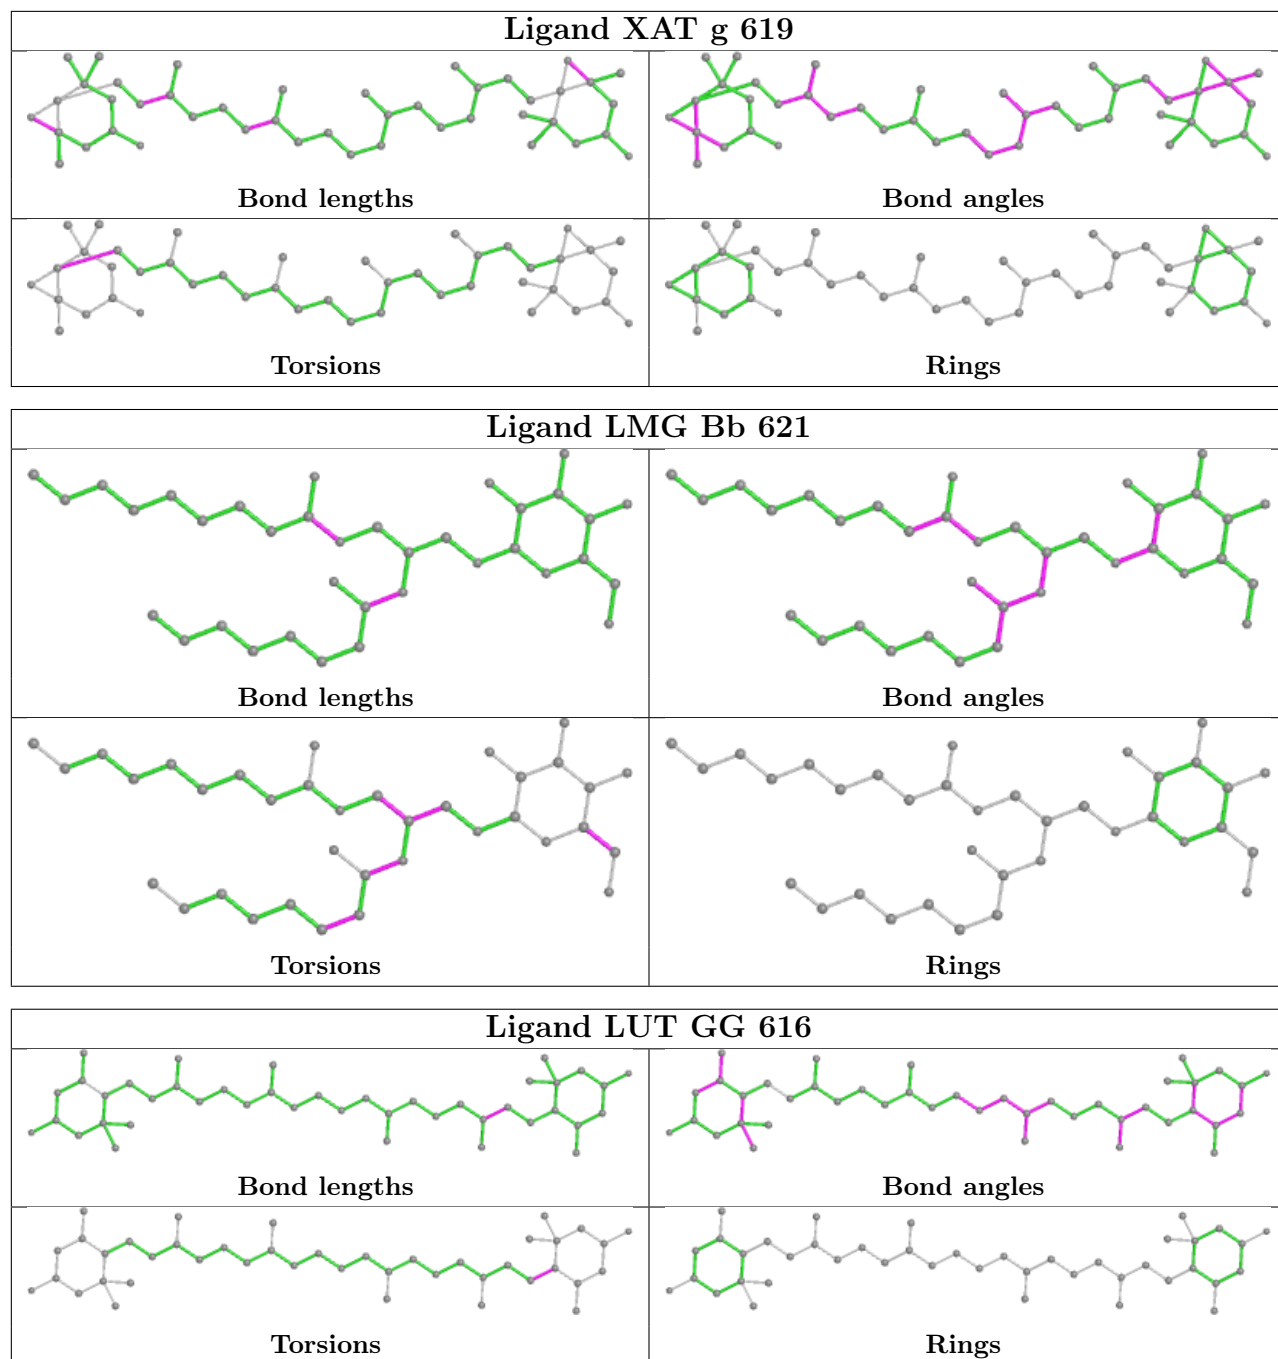 Ligand XAT g 619
Bond lengths
Bond angles
Torsions
Rings
Ligand LMG Bb 621
Bond lengths
Bond angles
Torsions
Rings
Ligand LUT GG 616
Bond lengths
Bond angles
Torsions
Rings